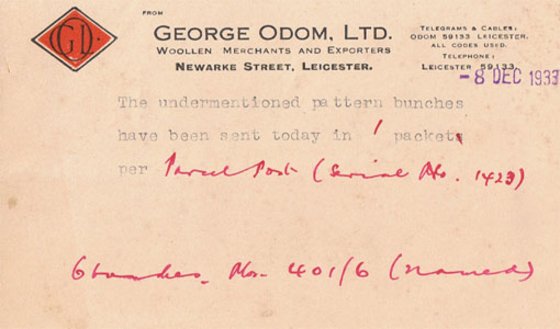 GOL
FROM
GEORGE ODOM, LTD.
WOOLLEN MERCHANTS AND EXPORTERS
NEWARKE STREET, LEICESTER.
TELEGRAMS & CABLES:
ODOM 59133 LEICESTER.
ALL CODES USED.
TELEPHONE:
LEICESTER 59133.
-8 DEC 1933
The undermentioned pattern bunches
have been sent today in 1 packets
per Parcel Post (Serial No. 1423)
6 bunches. Nos. 401/6 (named)